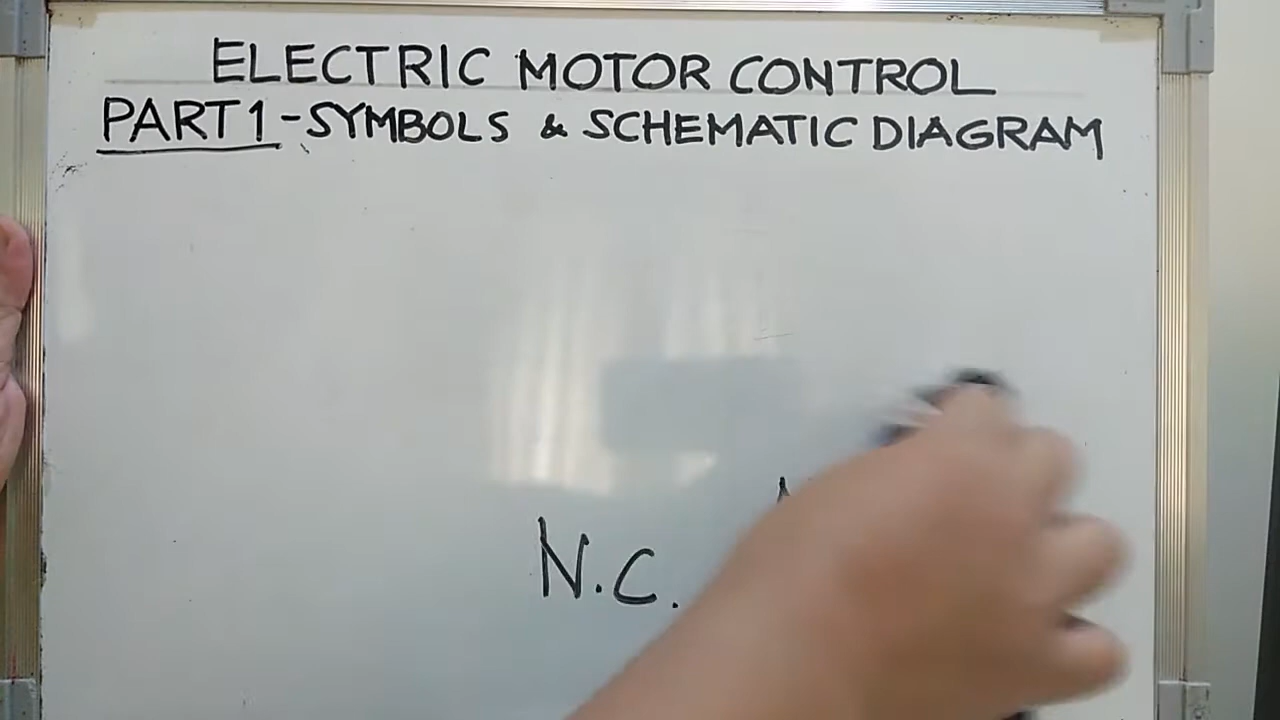 ELECTRIC MOTOR CONTROL
PART 1 - SYMBOLS & SCHEMATIC DIAGRAM
N.C.